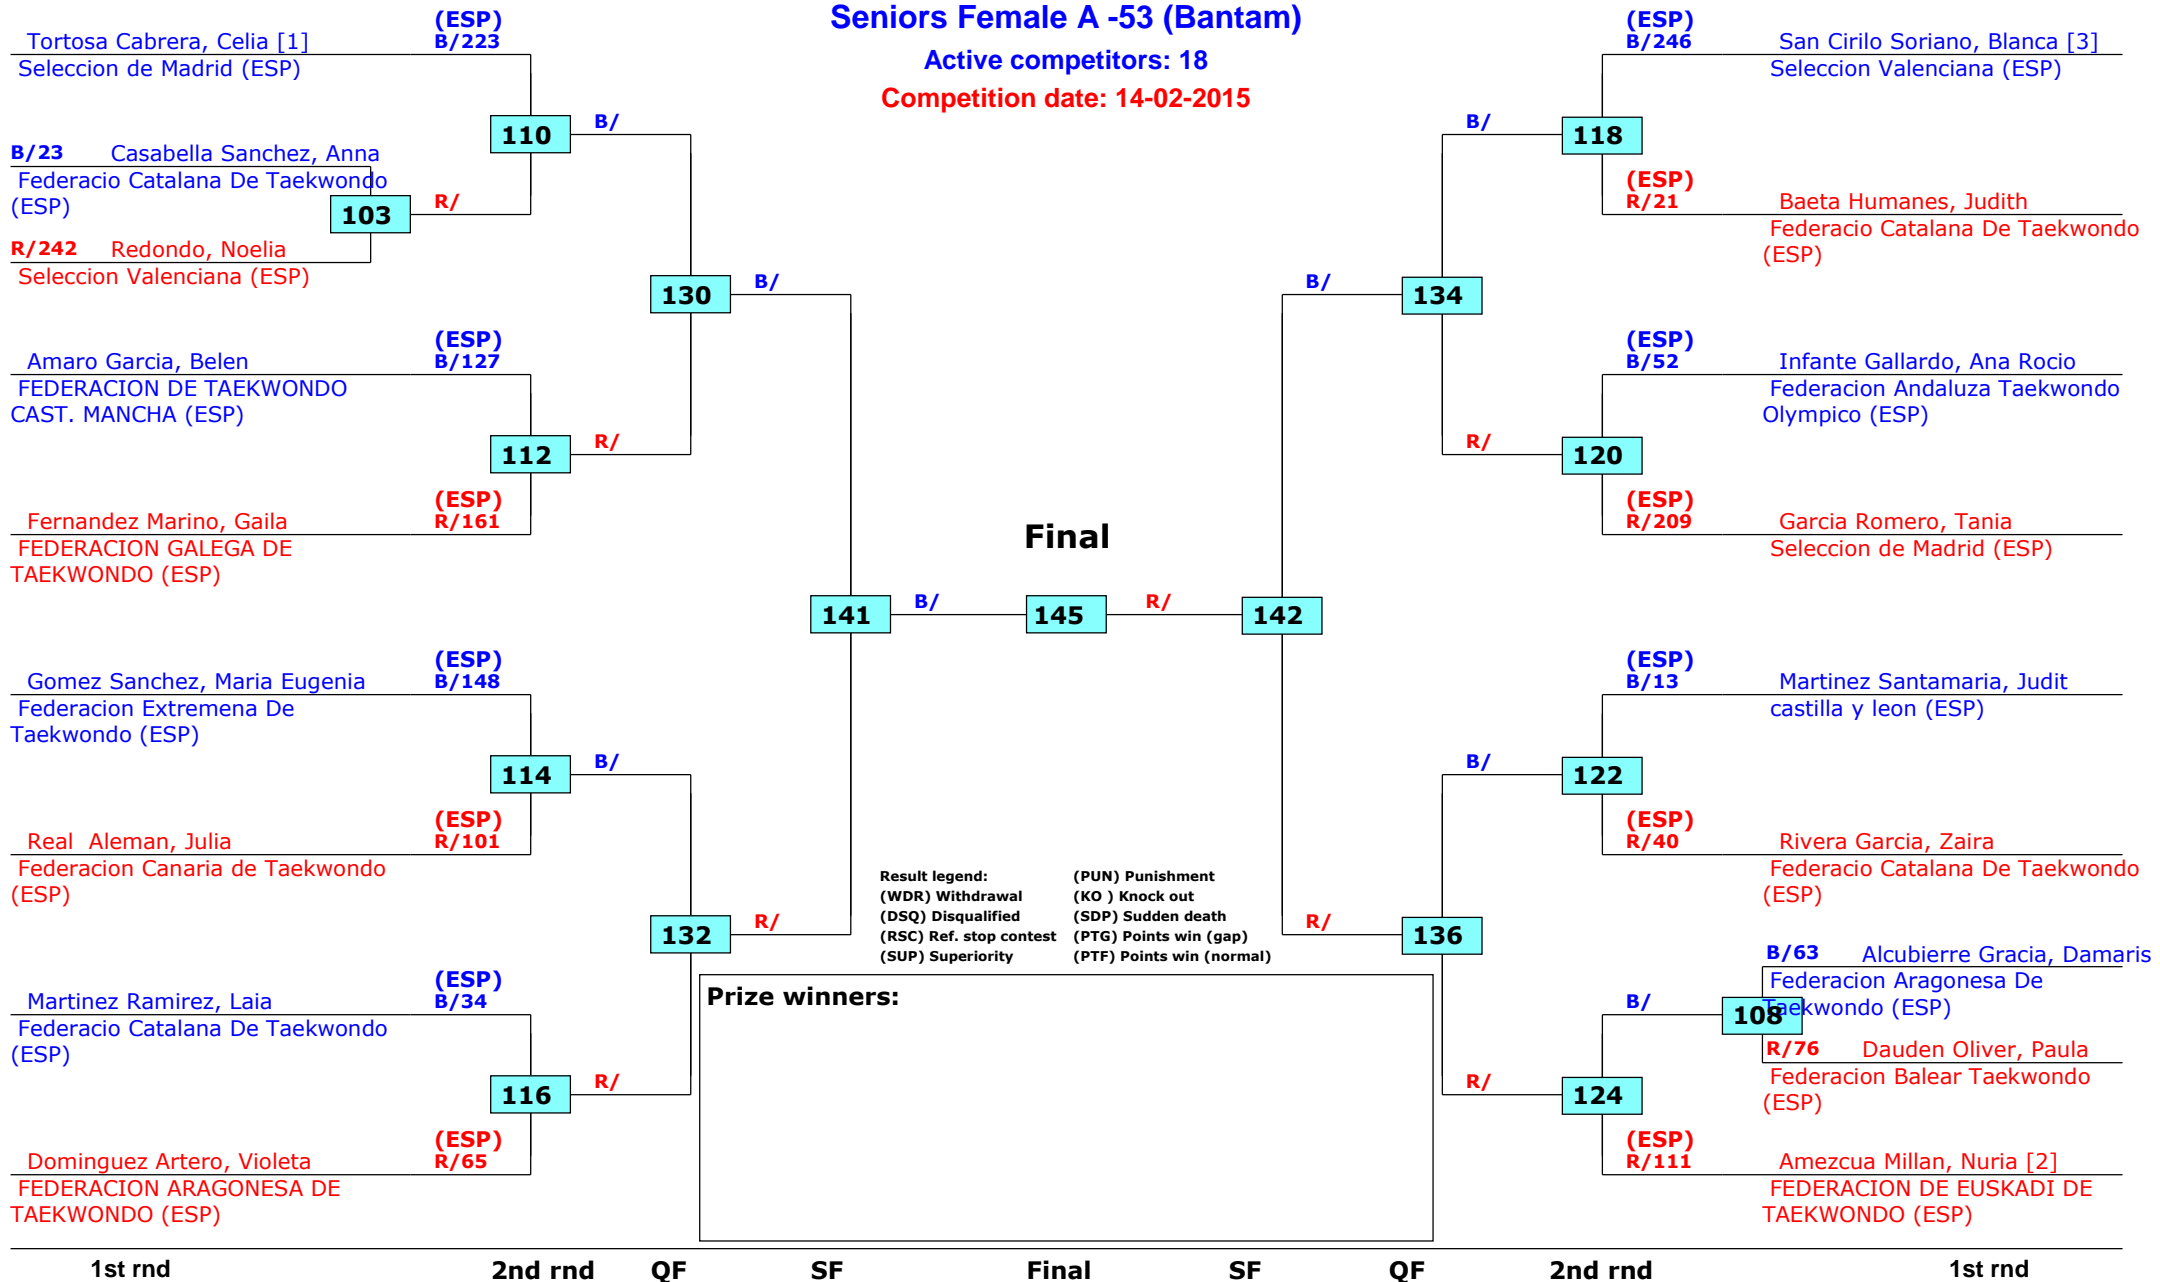 Seniors Female A -53 (Bantam)
Active competitors: 18
Competition date: 14-02-2015
(ESP)
Tortosa Cabrera, Celia [1] B/223
Seleccion de Madrid (ESP)
110
B/
B/23 Casabella Sanchez, Anna
Federacio Catalana De Taekwondo
(ESP)
103
R/
R/242 Redondo, Noelia
Seleccion Valenciana (ESP)
130
B/
(ESP)
Amaro Garcia, Belen B/127
FEDERACION DE TAEKWONDO
CAST. MANCHA (ESP)
112
R/
(ESP)
Fernandez Marino, Gaila R/161
FEDERACION GALEGA DE
TAEKWONDO (ESP)
141
B/
(ESP)
Gomez Sanchez, Maria Eugenia B/148
Federacion Extremena De
Taekwondo (ESP)
114
B/
(ESP)
Real Aleman, Julia R/101
Federacion Canaria de Taekwondo
(ESP)
132
R/
(ESP)
Martinez Ramirez, Laia B/34
Federacio Catalana De Taekwondo
(ESP)
116
R/
(ESP)
Dominguez Artero, Violeta R/65
FEDERACION ARAGONESA DE
TAEKWONDO (ESP)
Final
145
R/
142
(ESP)
B/246 San Cirilo Soriano, Blanca [3]
Seleccion Valenciana (ESP)
B/
118
(ESP)
R/21 Baeta Humanes, Judith
Federacio Catalana De Taekwondo
(ESP)
B/
134
(ESP)
B/52 Infante Gallardo, Ana Rocio
Federacion Andaluza Taekwondo
Olympico (ESP)
R/
120
(ESP)
R/209 Garcia Romero, Tania
Seleccion de Madrid (ESP)
(ESP)
B/13 Martinez Santamaria, Judit
castilla y leon (ESP)
B/
122
(ESP)
R/40 Rivera Garcia, Zaira
Federacio Catalana De Taekwondo
(ESP)
R/
136
B/63 Alcubierre Gracia, Damaris
Federacion Aragonesa De
Taekwondo (ESP)
B/
108
R/76 Dauden Oliver, Paula
Federacion Balear Taekwondo
(ESP)
R/
124
(ESP)
R/111 Amezcua Millan, Nuria [2]
FEDERACION DE EUSKADI DE
TAEKWONDO (ESP)
Result legend: (PUN) Punishment
(WDR) Withdrawal (KO ) Knock out
(DSQ) Disqualified (SDP) Sudden death
(RSC) Ref. stop contest (PTG) Points win (gap)
(SUP) Superiority (PTF) Points win (normal)
Prize winners:
1st rnd 2nd rnd QF SF Final SF QF 2nd rnd 1st rnd